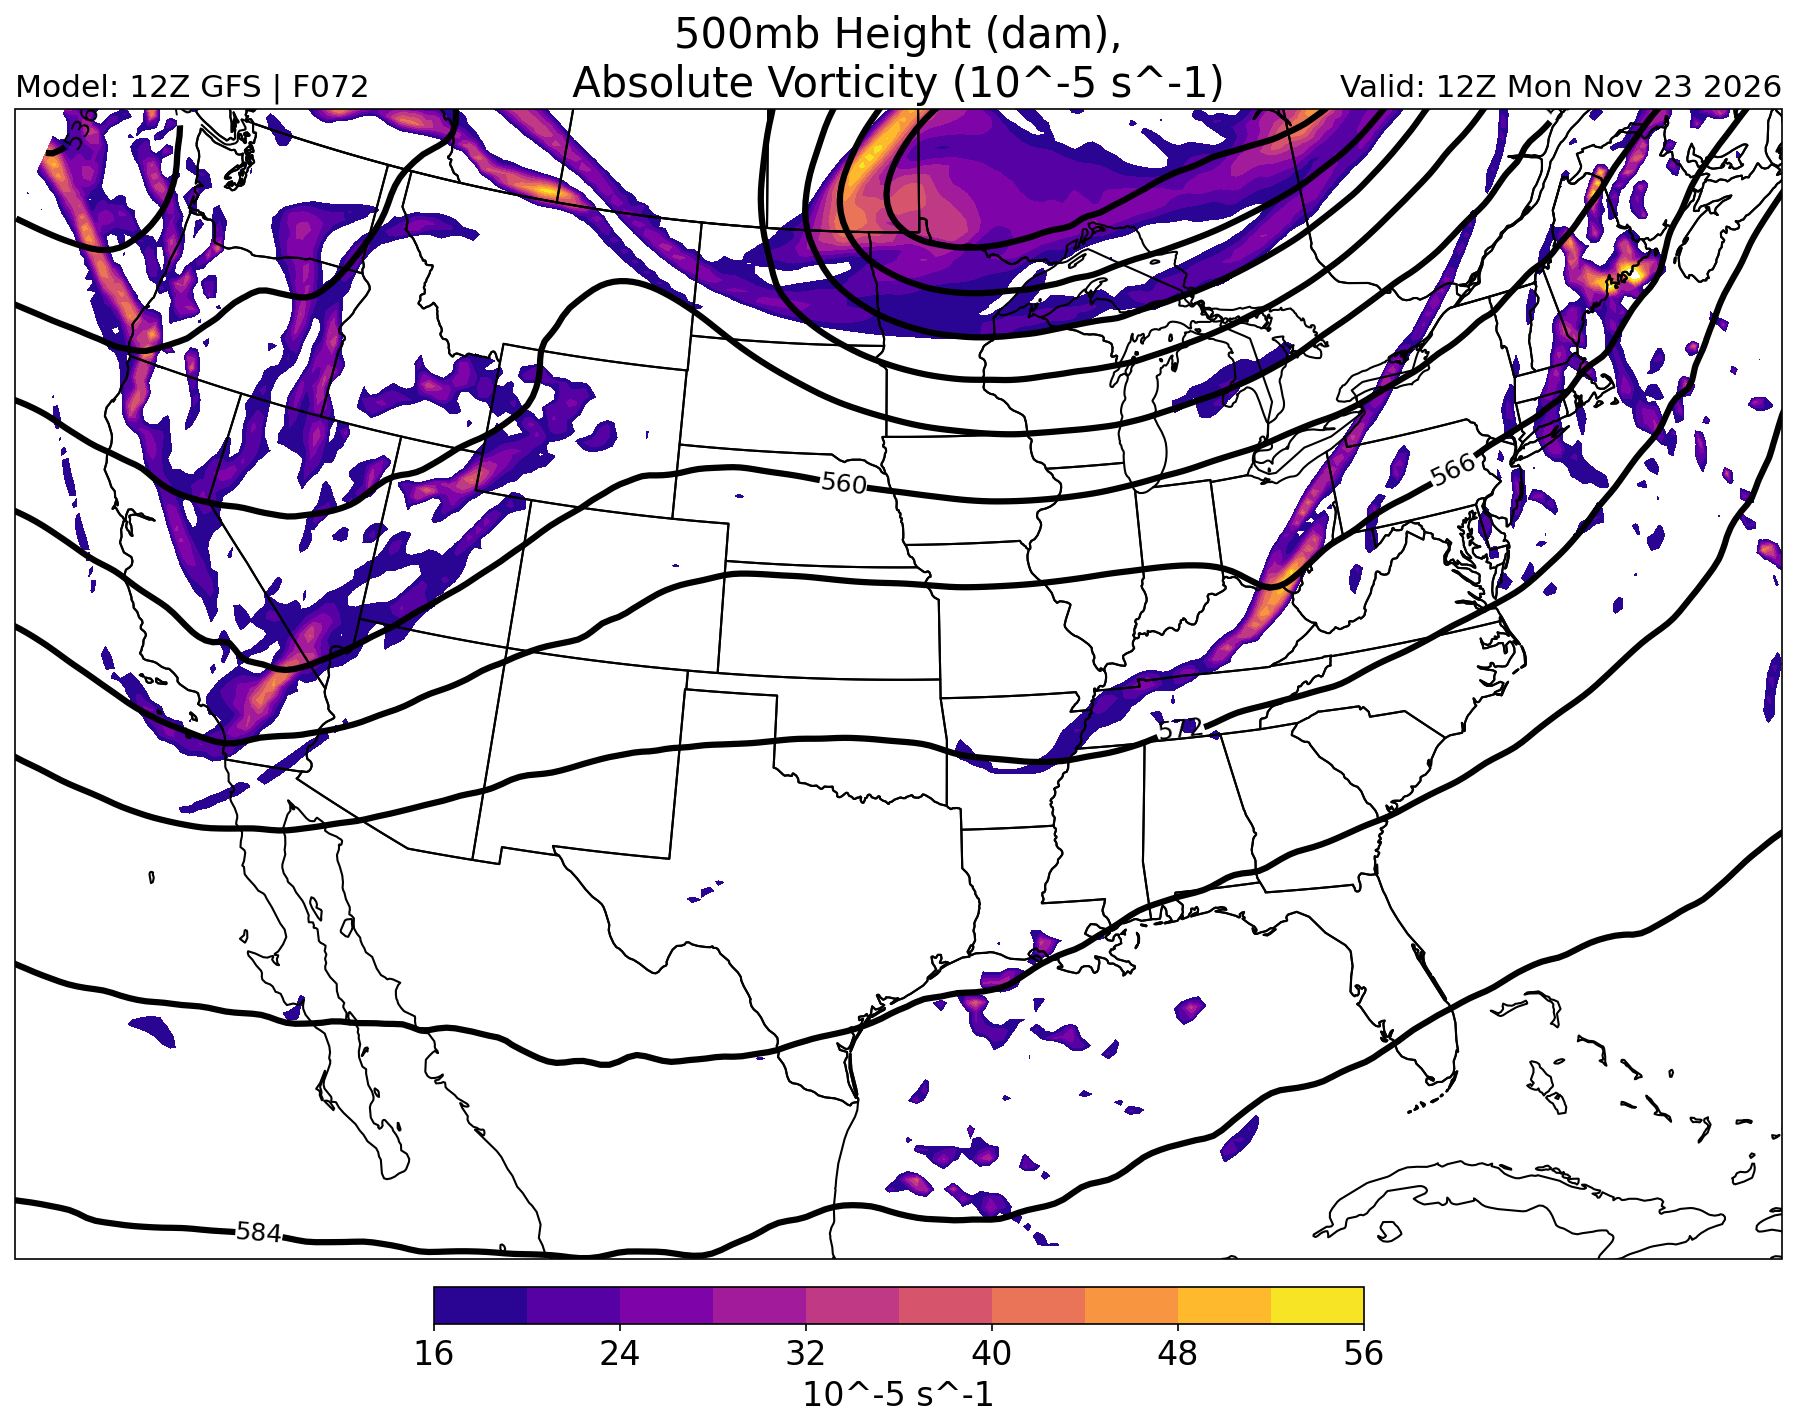 500mb Height (dam),
Absolute Vorticity (10^-5 s^-1)
Model: 12Z GFS | F072
Valid: 12Z Mon Nov 23 2026
536
560
566
572
584
16 24 32 40 48 56
10^-5 s^-1